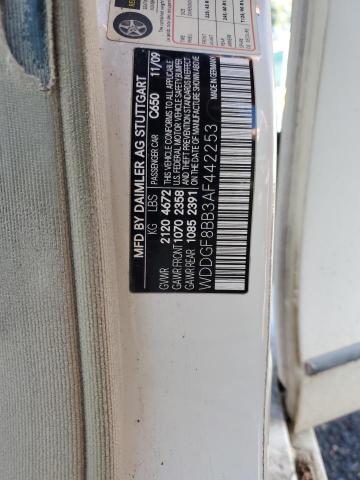 MFD BY DAIMLER AG STUTTGART
PASSENGER CAR C650 11/09
KG LBS
GVWR 2120 4672
GAWR FRONT 1070 2358
GAWR REAR 1085 2391
THIS VEHICLE CONFORMS TO ALL APPLICABLE
U.S. FEDERAL MOTOR VEHICLE SAFETY, BUMPER,
AND THEFT PREVENTION STANDARDS IN EFFECT
ON THE DATE OF MANUFACTURE SHOWN ABOVE
WDDGF8BB3AF442253
MADE IN GERMANY